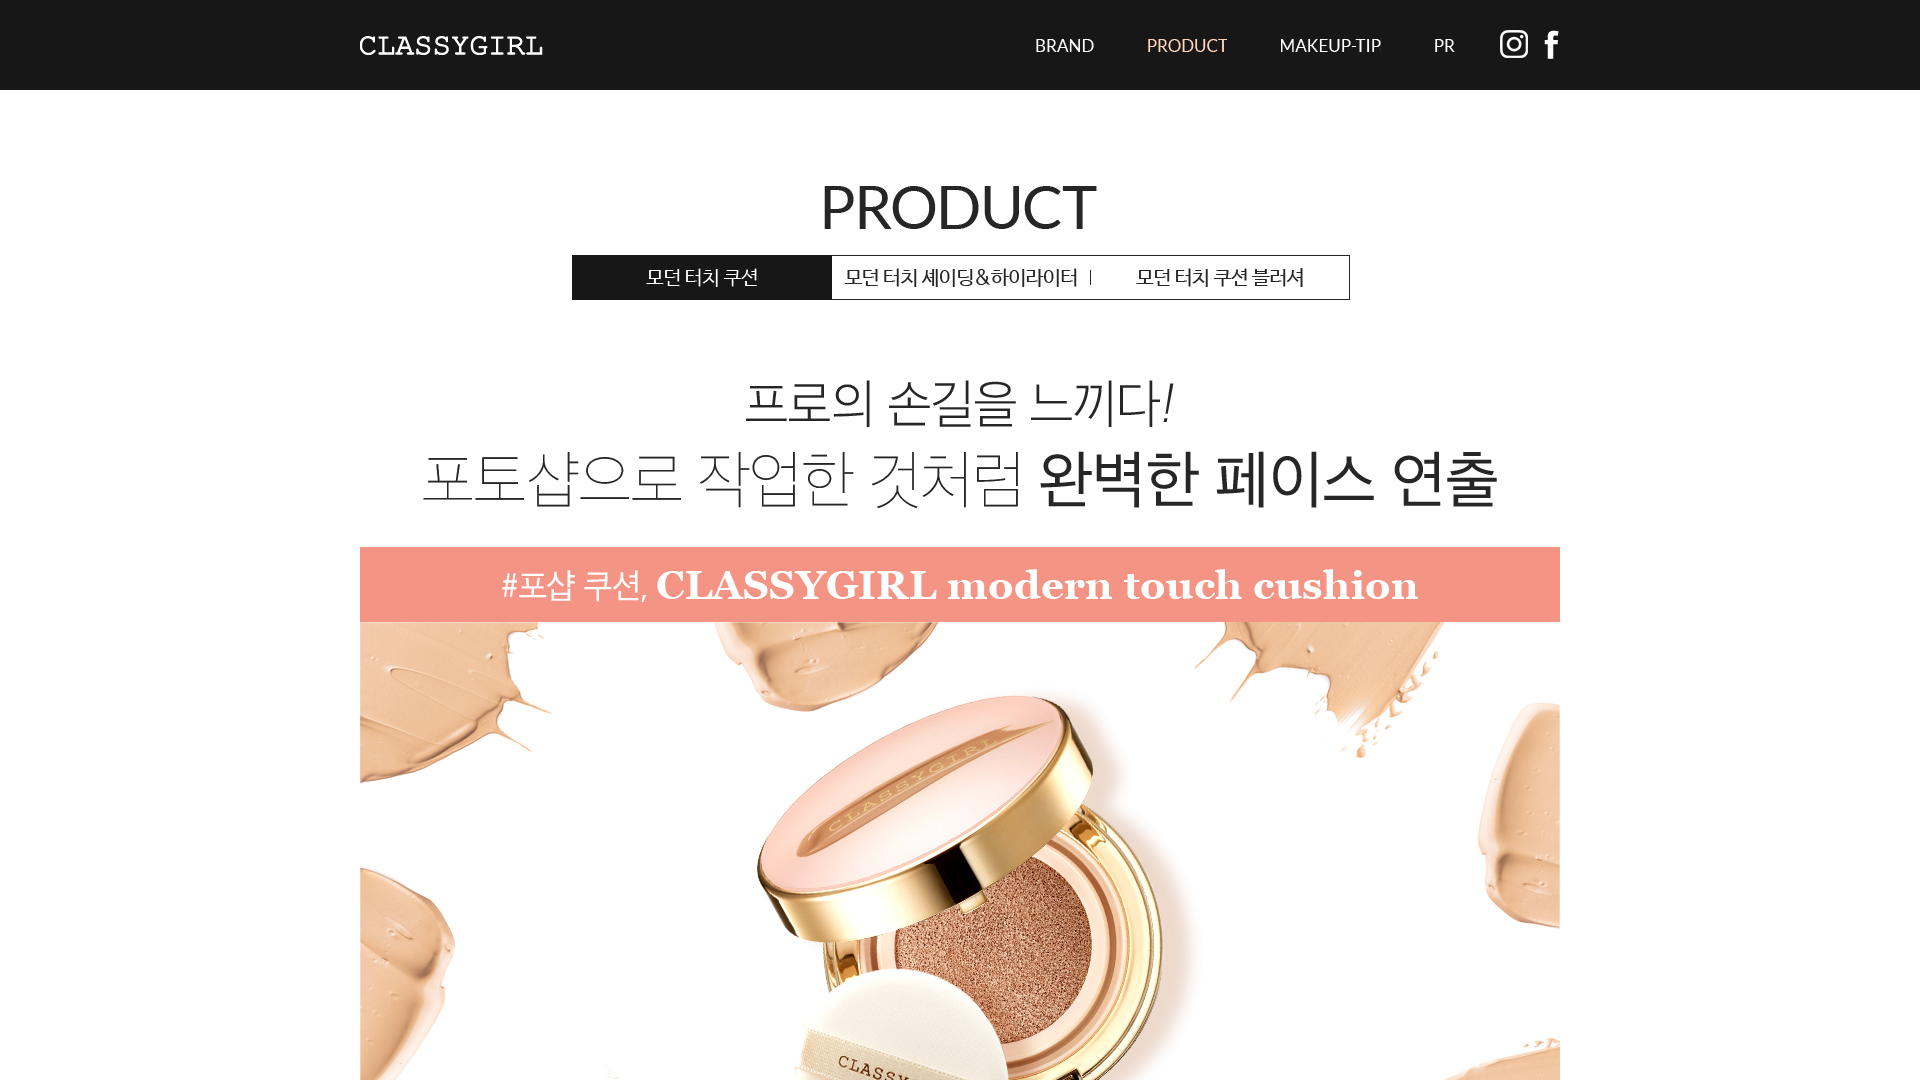 CLASSYGIRL
BRAND
PRODUCT
MAKEUP-TIP
PR
PRODUCT
모던 터치 쿠션
모던 터치 셰이딩&하이라이터
모던 터치 쿠션 블러셔
프로의 손길을 느끼다!
포토샵으로 작업한 것처럼 완벽한 페이스 연출
#포샵 쿠션, CLASSYGIRL modern touch cushion
CLASSYGIRL